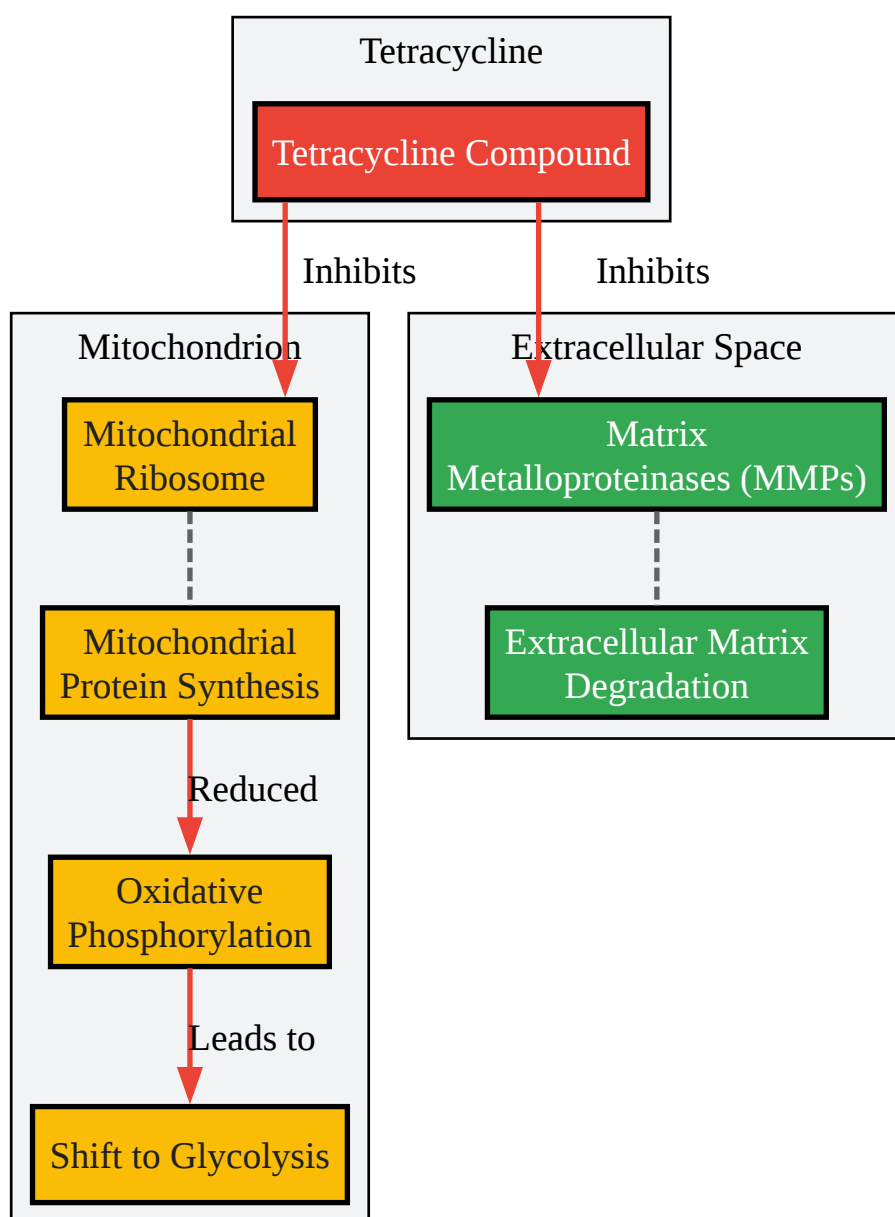 Tetracycline
Tetracycline Compound
Inhibits
Inhibits
Mitochondrion
Mitochondrial
Ribosome
Mitochondrial
Protein Synthesis
Reduced
Oxidative
Phosphorylation
Leads to
Shift to Glycolysis
Extracellular Space
Matrix
Metalloproteinases (MMPs)
Extracellular Matrix
Degradation